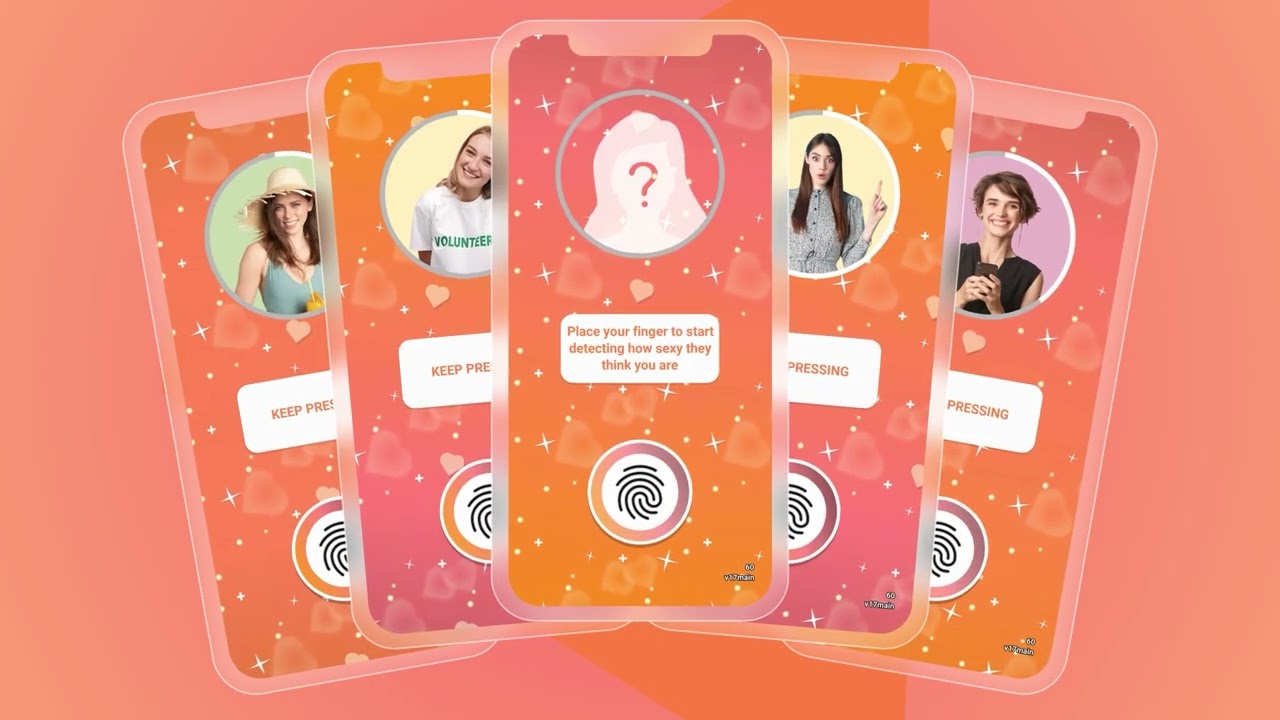 VOLUNTEER
KEEP PRES
KEEP PRE
?
Place your finger to start
detecting how sexy they
think you are
PRESSING
PRESSING
60
v17main
60
v17main
60
v17main